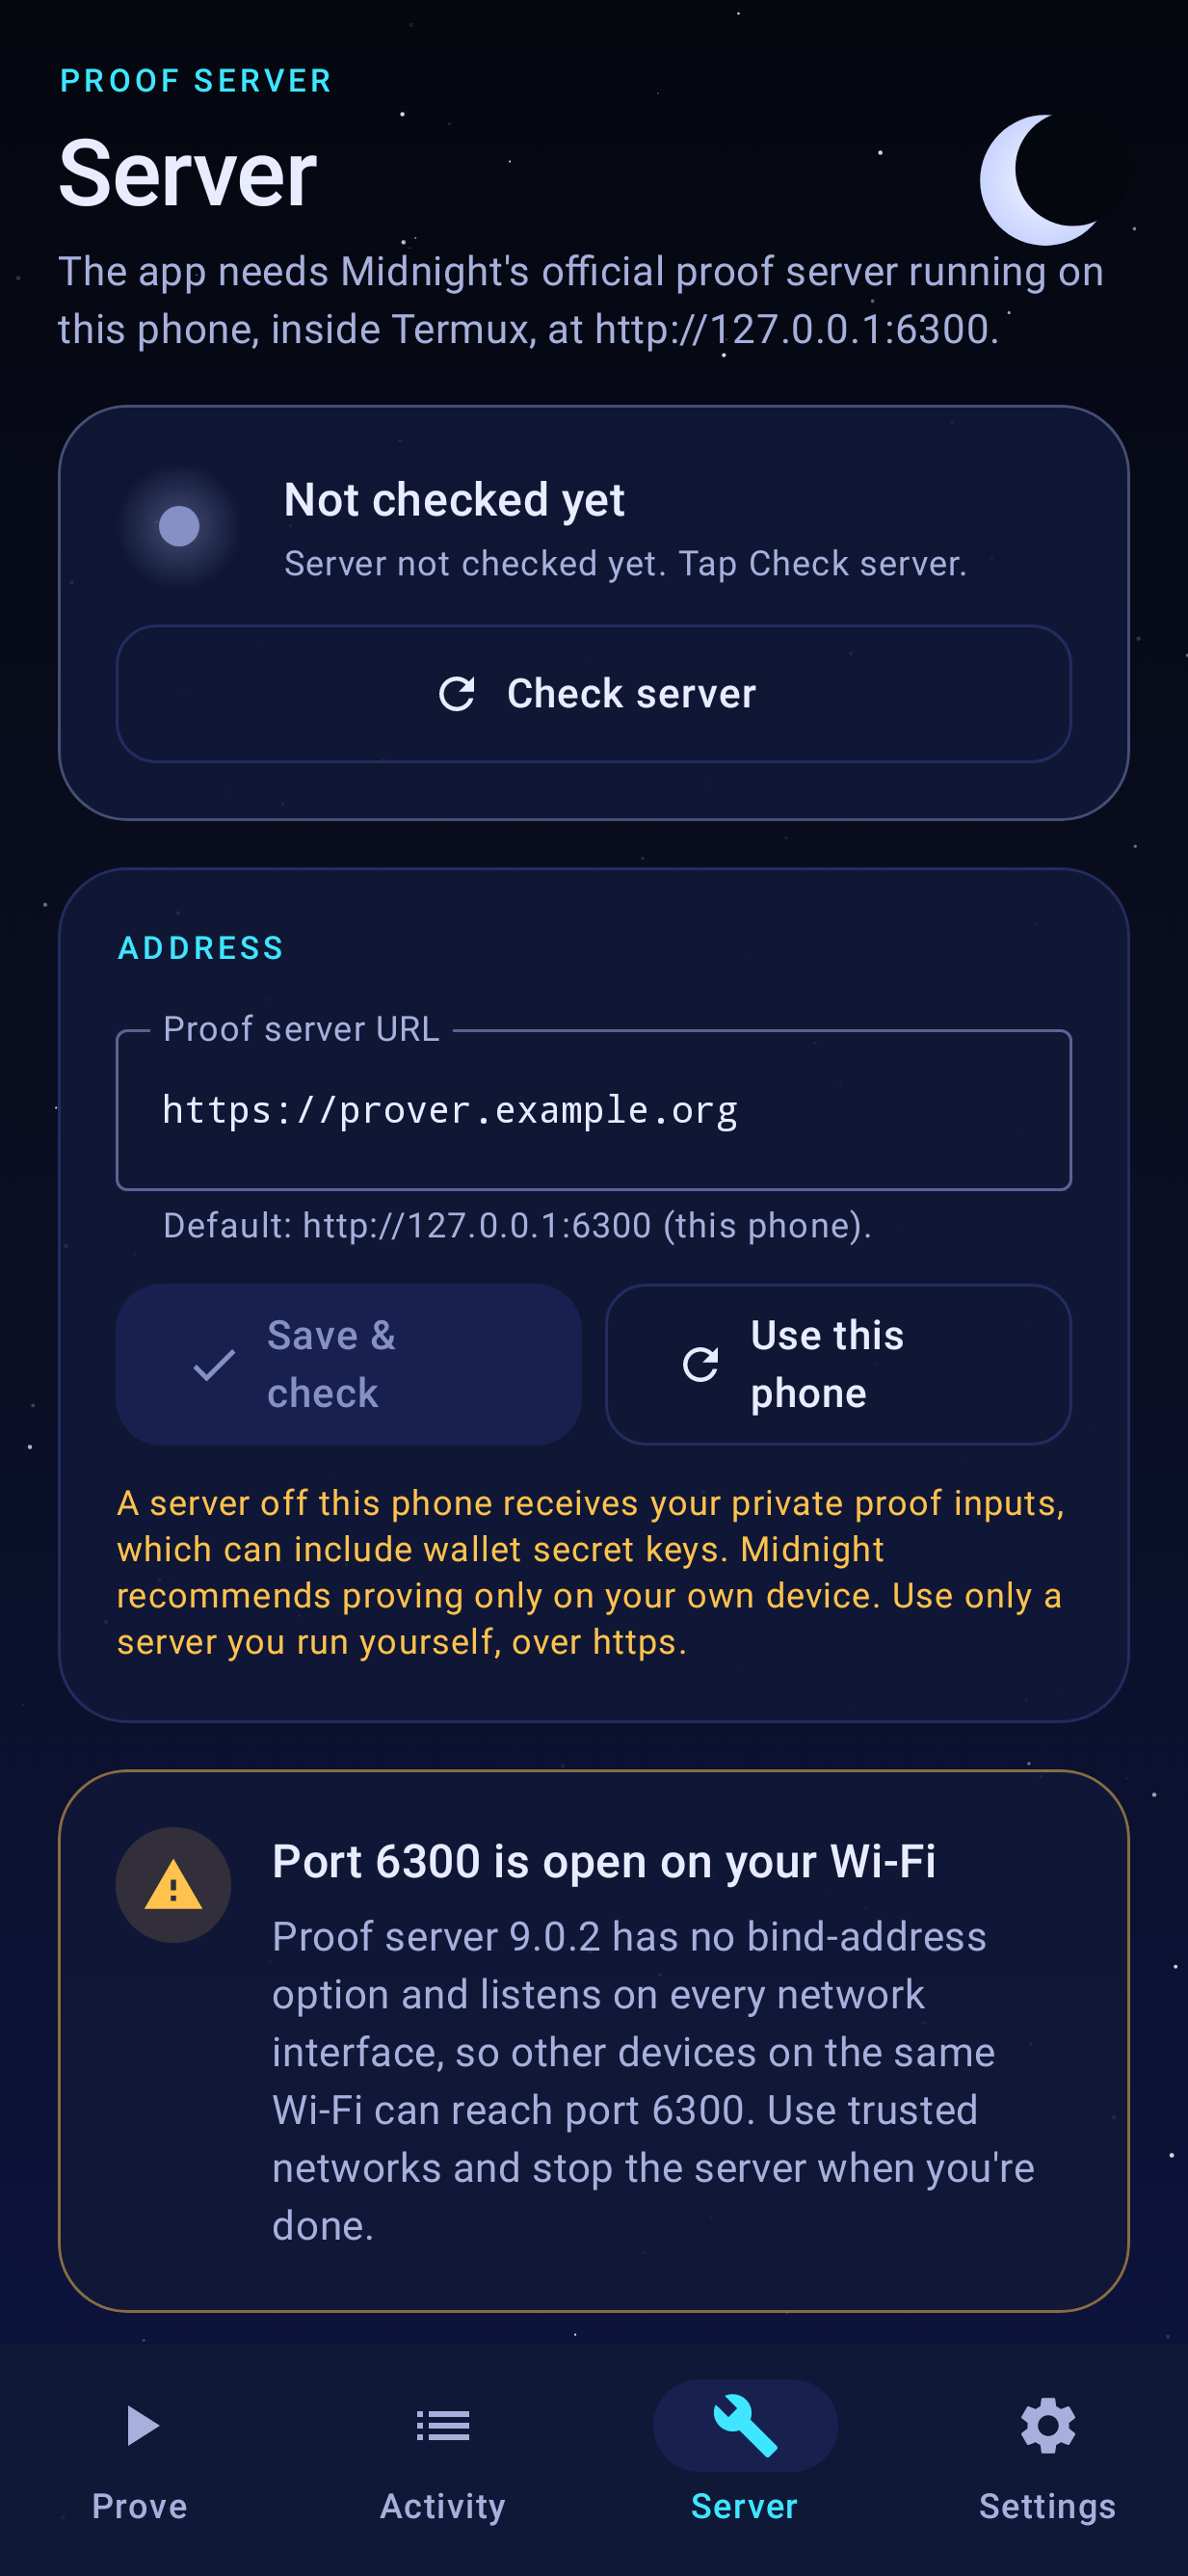 PROOF SERVER
Server
The app needs Midnight's official proof server running on
this phone, inside Termux, at http://127.0.0.1:6300.
Not checked yet
Server not checked yet. Tap Check server.
Check server
ADDRESS
Proof server URL
https://prover.example.org
Default: http://127.0.0.1:6300 (this phone).
Save &
check
Use this
phone
A server off this phone receives your private proof inputs,
which can include wallet secret keys. Midnight
recommends proving only on your own device. Use only a
server you run yourself, over https.
Port 6300 is open on your Wi-Fi
Proof server 9.0.2 has no bind-address
option and listens on every network
interface, so other devices on the same
Wi-Fi can reach port 6300. Use trusted
networks and stop the server when you're
done.
Prove
Activity
Server
Settings